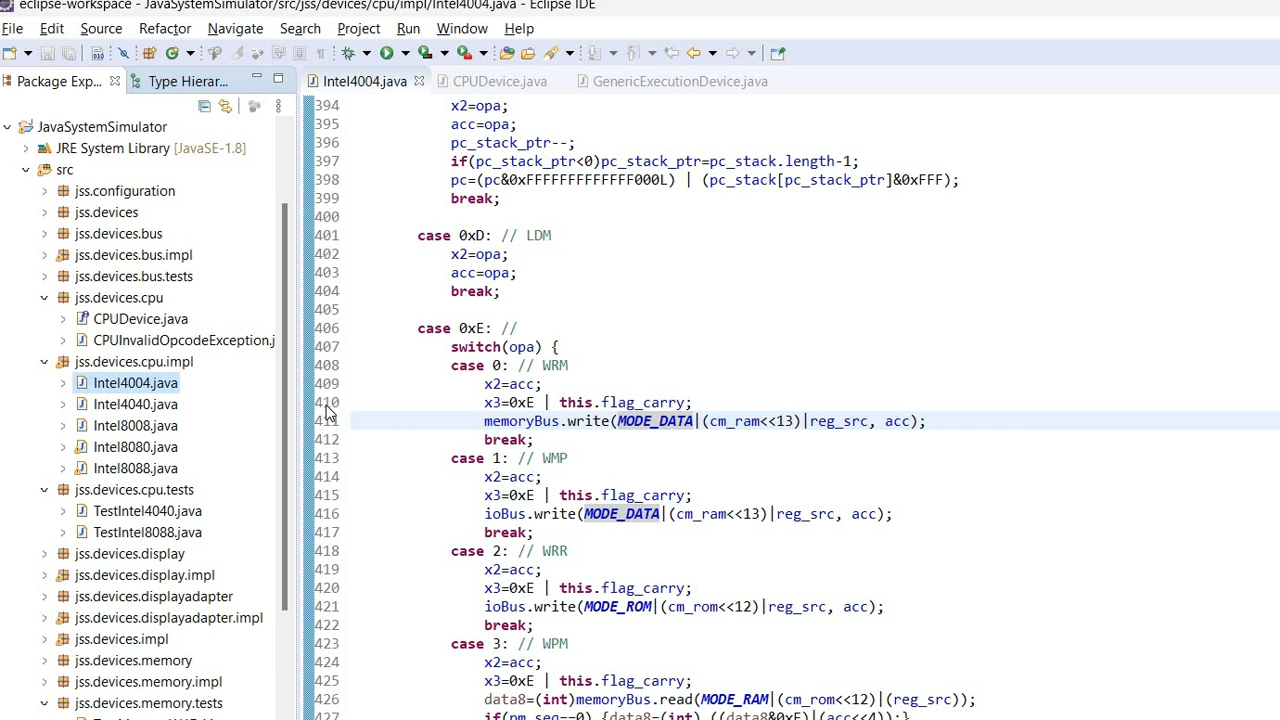 eclipse-workspace - JavaSystemSimulator/src/jss/devices/cpu/impl/Intel4004.java - Eclipse IDE
File Edit Source Refactor Navigate Search Project Run Window Help
Package Exp... Type Hierar...
Intel4004.java CPUDevice.java GenericExecutionDevice.java
JavaSystemSimulator
JRE System Library [JavaSE-1.8]
src
jss.configuration
jss.devices
jss.devices.bus
jss.devices.bus.impl
jss.devices.bus.tests
jss.devices.cpu
CPUDevice.java
CPUInvalidOpcodeException.j
jss.devices.cpu.impl
Intel4004.java
Intel4040.java
Intel8008.java
Intel8080.java
Intel8088.java
jss.devices.cpu.tests
TestIntel4040.java
TestIntel8088.java
jss.devices.display
jss.devices.display.impl
jss.devices.displayadapter
jss.devices.displayadapter.impl
jss.devices.impl
jss.devices.memory
jss.devices.memory.impl
jss.devices.memory.tests
394 x2=opa;
395 acc=opa;
396 pc_stack_ptr--;
397 if(pc_stack_ptr<0)pc_stack_ptr=pc_stack.length-1;
398 pc=(pc&0xFFFFFFFFFFFFF000L) | (pc_stack[pc_stack_ptr]&0xFFF);
399 break;
400
401 case 0xD: // LDM
402 x2=opa;
403 acc=opa;
404 break;
405
406 case 0xE: //
407 switch(opa) {
408 case 0: // WRM
409 x2=acc;
410 x3=0xE | this.flag_carry;
411 memoryBus.write(MODE_DATA|(cm_ram<<13)|reg_src, acc);
412 break;
413 case 1: // WMP
414 x2=acc;
415 x3=0xE | this.flag_carry;
416 ioBus.write(MODE_DATA|(cm_ram<<13)|reg_src, acc);
417 break;
418 case 2: // WRR
419 x2=acc;
420 x3=0xE | this.flag_carry;
421 ioBus.write(MODE_ROM|(cm_rom<<12)|reg_src, acc);
422 break;
423 case 3: // WPM
424 x2=acc;
425 x3=0xE | this.flag_carry;
426 data8=(int)memoryBus.read(MODE_RAM|(cm_rom<<12)|(reg_src));
427 if(pm_seq==0) {data8=(int) ((data8&0xF)|(acc<<4));}